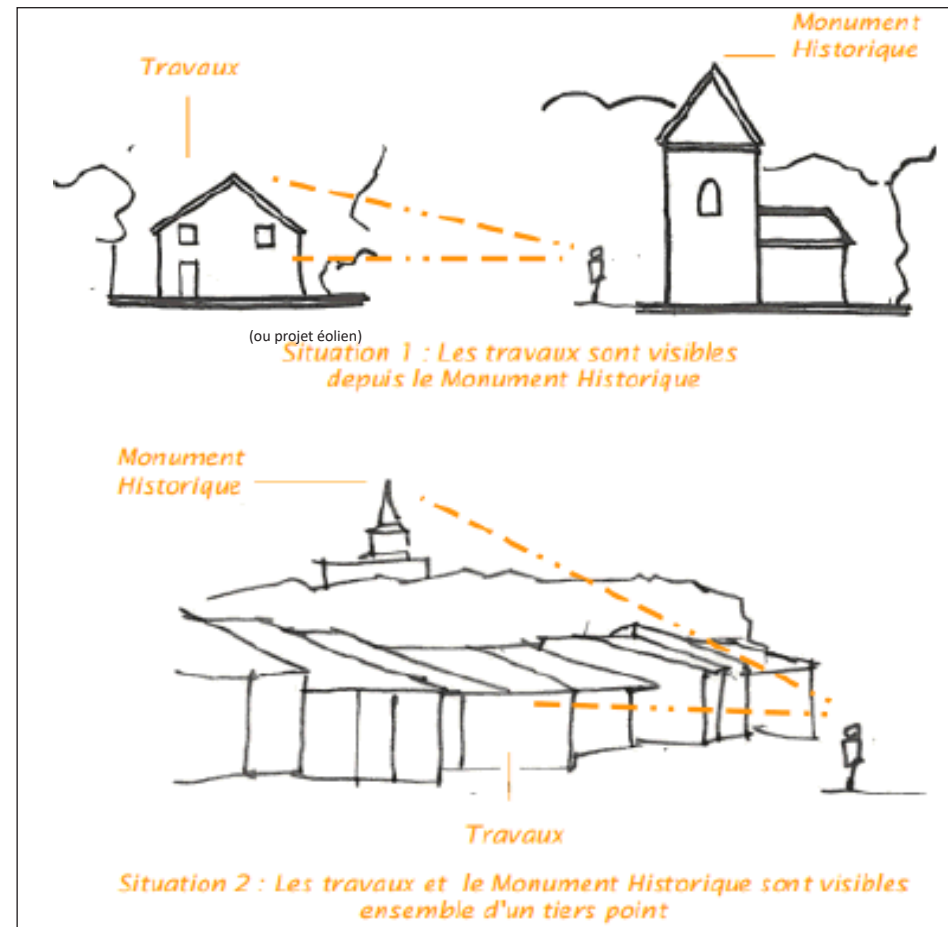 Monument
Historique
Travaux
(ou projet éolien)
Situation 1 : Les travaux sont visibles
depuis le Monument Historique
Monument
Historique
Travaux
Situation 2 : Les travaux et le Monument Historique sont visibles
ensemble d'un tiers point